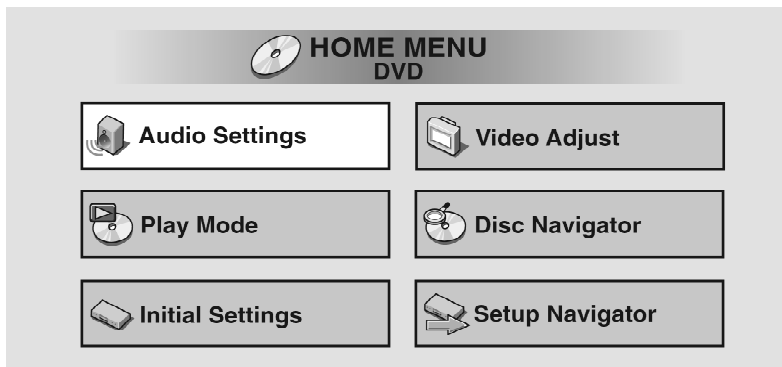 HOME MENU
DVD
Audio Settings
Video Adjust
Play Mode
Disc Navigator
Initial Settings
Setup Navigator